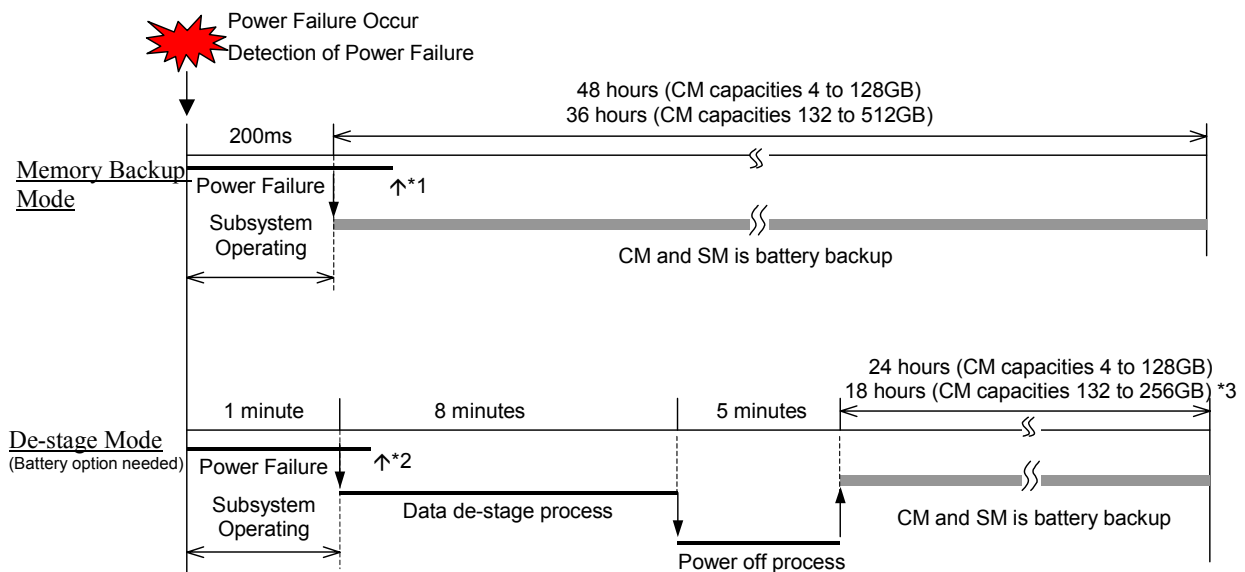 Power Failure Occur
Detection of Power Failure
48 hours (CM capacities 4 to 128GB)
36 hours (CM capacities 132 to 512GB)
200ms
Memory Backup
Mode
Power Failure
↑*1
Subsystem
Operating
CM and SM is battery backup
24 hours (CM capacities 4 to 128GB)
18 hours (CM capacities 132 to 256GB) *3
1 minute
8 minutes
5 minutes
De-stage Mode
(Battery option needed)
Power Failure
↑*2
Subsystem
Operating
Data de-stage process
CM and SM is battery backup
Power off process